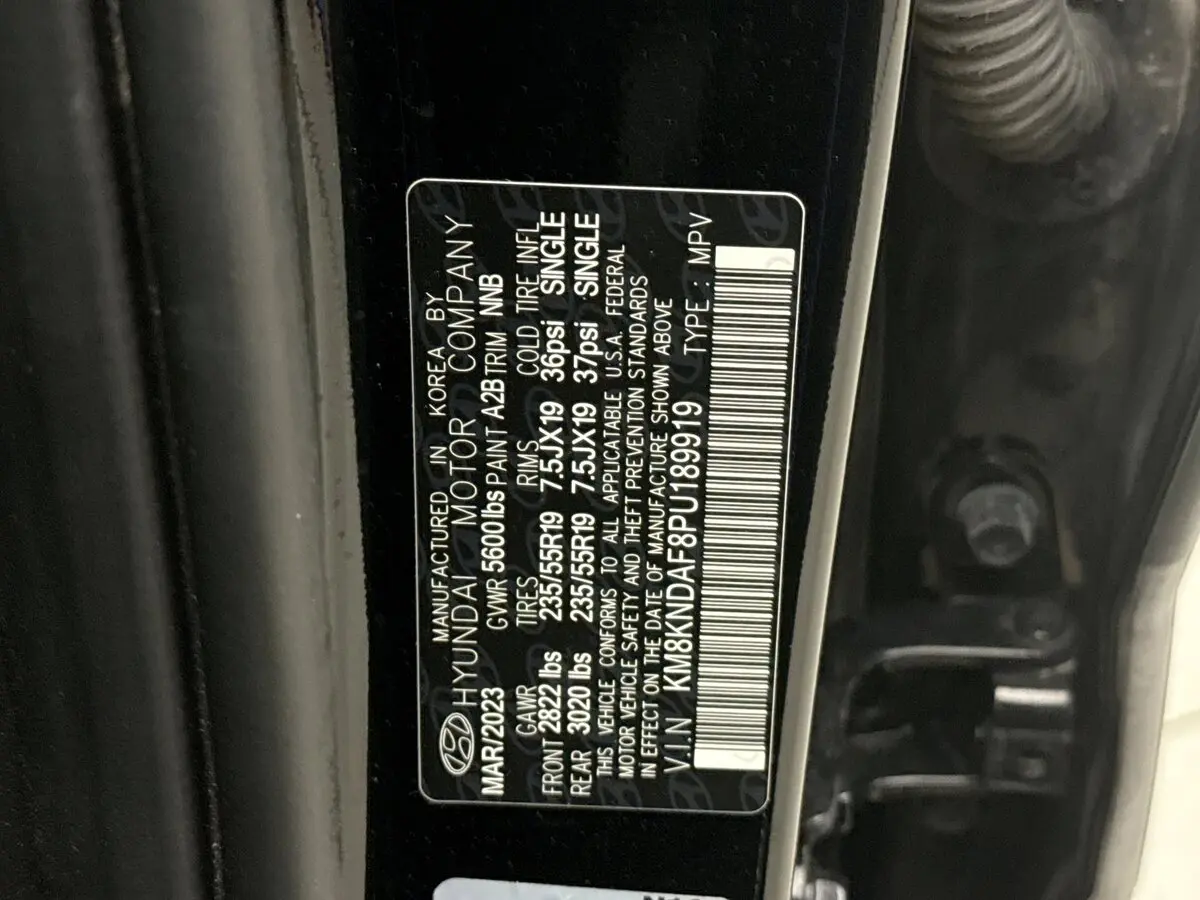 MANUFACTURED IN KOREA BY
HYUNDAI MOTOR COMPANY
MAR/2023 GVWR 5600lbs PAINT A2B TRIM NNB
GAWR TIRES RIMS COLD TIRE INFL
FRONT 2822 lbs 235/55R19 7.5JX19 36psi SINGLE
REAR 3020 lbs 235/55R19 7.5JX19 37psi SINGLE
THIS VEHICLE CONFORMS TO ALL APPLICATABLE U.S.A. FEDERAL
MOTOR VEHICLE SAFETY AND THEFT PREVENTION STANDARDS
IN EFFECT ON THE DATE OF MANUFACTURE SHOWN ABOVE
V.I.N KM8KNDAF8PU189919 TYPE : MPV